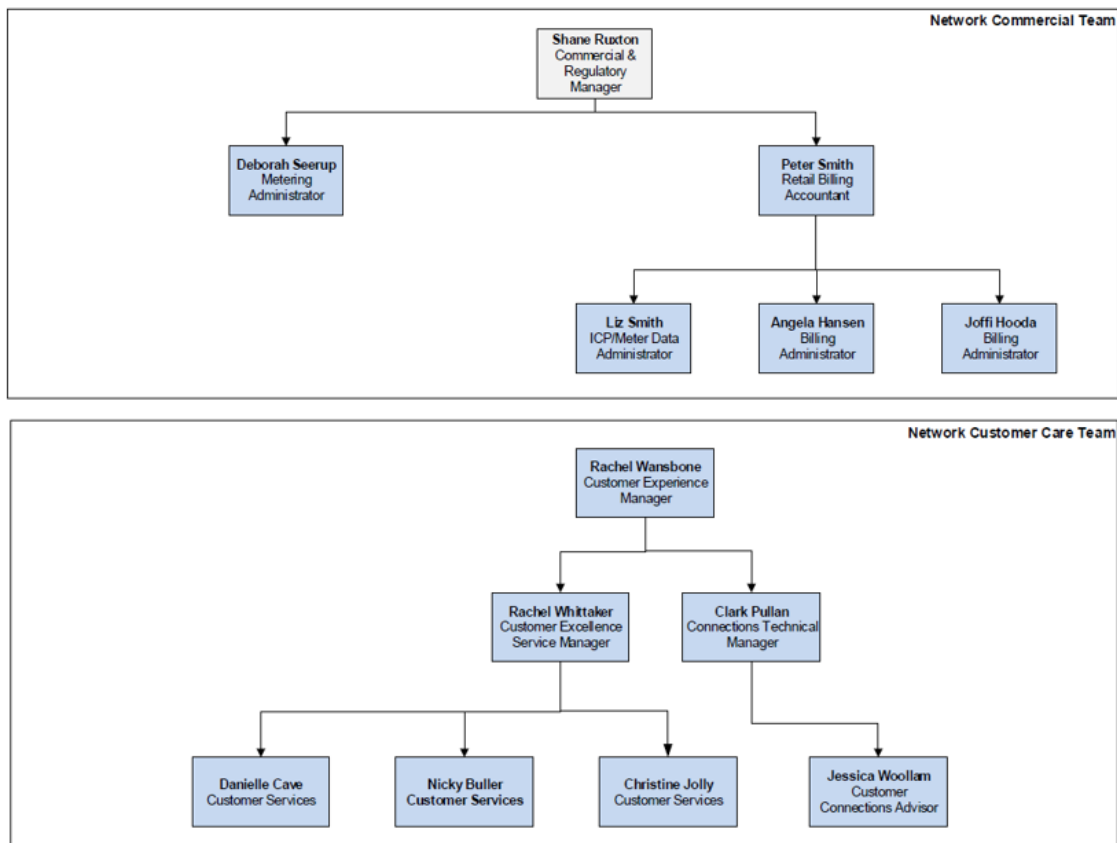 Network Commercial Team
Shane Ruxton
Commercial &
Regulatory
Manager
Deborah Seerup
Metering
Administrator
Peter Smith
Retail Billing
Accountant
Liz Smith
ICP/Meter Data
Administrator
Angela Hansen
Billing
Administrator
Joffi Hooda
Billing
Administrator
Network Customer Care Team
Rachel Wansbone
Customer Experience
Manager
Rachel Whittaker
Customer Excellence
Service Manager
Clark Pullan
Connections Technical
Manager
Danielle Cave
Customer Services
Nicky Buller
Customer Services
Christine Jolly
Customer Services
Jessica Woollam
Customer
Connections Advisor